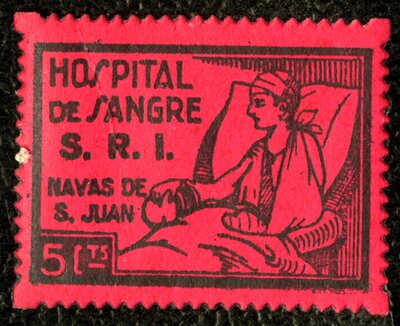 HOSPITAL
DE SANGRE
S. R. I.
NAVAS DE
S. JUAN
5 CTS